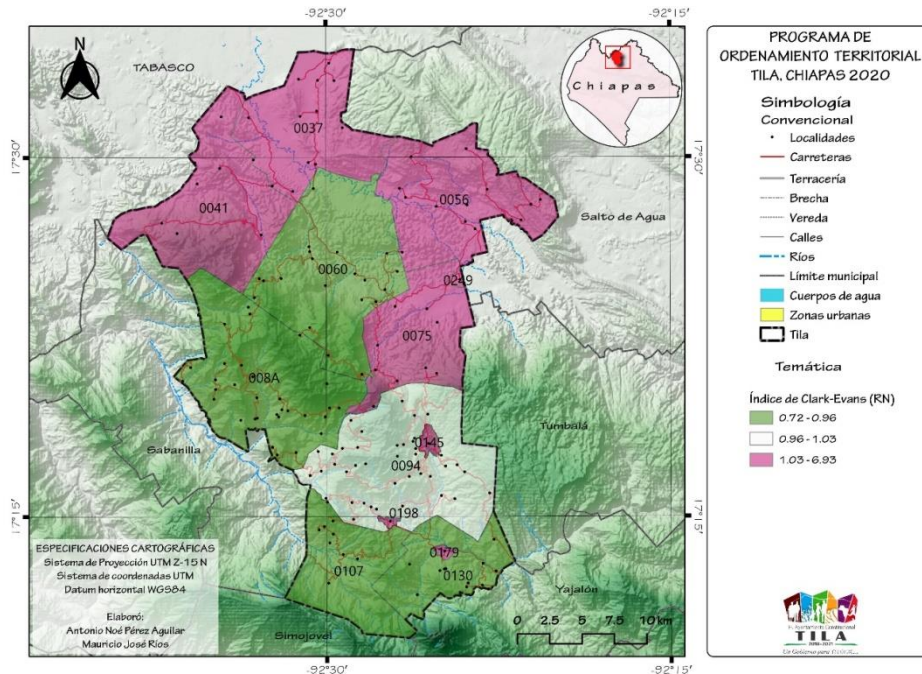 -92°30'
-92°15'
N
TABASCO
Chiapas
17°30'
17°30'
0037
0041
0056
Salto de Agua
0060
0249
0075
008A
Tumbalá
Sabanilla
0145
0094
0198
17°15'
17°15'
0179
0107
0130
Yajalón
Simojovel
ESPECIFICACIONES CARTOGRÁFICAS
Sistema de Proyección UTM Z-15 N
Sistema de coordenadas UTM
Datum horizontal WGS84
Elaboró:
Antonio Noé Pérez Aguilar
Mauricio José Ríos
0 2.5 5 7.5 10 km
-92°30'
-92°15'
PROGRAMA DE
ORDENAMIENTO TERRITORIAL
TILA, CHIAPAS 2020
Simbología
Convencional
Localidades
Carreteras
Terracería
Brecha
Vereda
Calles
Ríos
Límite municipal
Cuerpos de agua
Zonas urbanas
Tila
Temática
Índice de Clark-Evans (RN)
0.72 - 0.96
0.96 - 1.03
1.03 - 6.93
H. Ayuntamiento Constitucional
TILA
Un Gobierno para